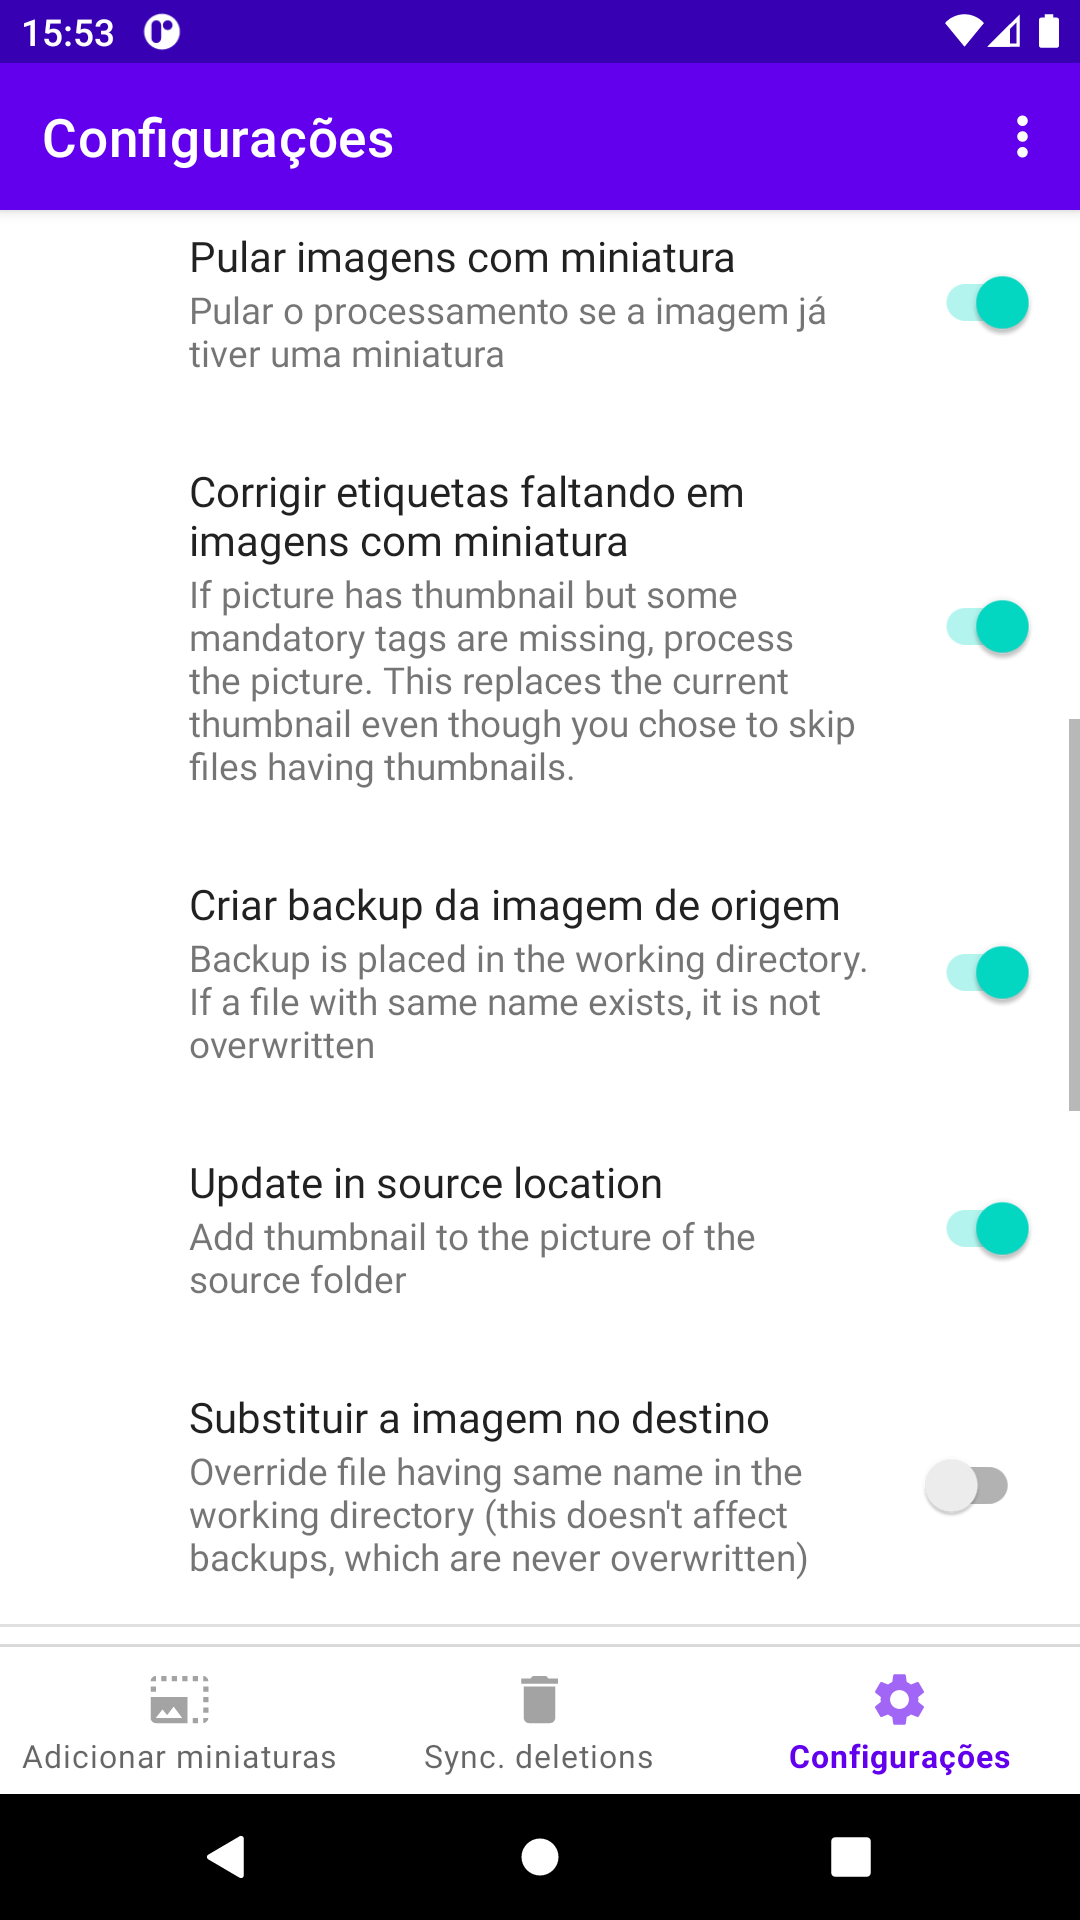 15:53
Configurações
Pular imagens com miniatura
Pular o processamento se a imagem já
tiver uma miniatura
Corrigir etiquetas faltando em
imagens com miniatura
If picture has thumbnail but some
mandatory tags are missing, process
the picture. This replaces the current
thumbnail even though you chose to skip
files having thumbnails.
Criar backup da imagem de origem
Backup is placed in the working directory.
If a file with same name exists, it is not
overwritten
Update in source location
Add thumbnail to the picture of the
source folder
Substituir a imagem no destino
Override file having same name in the
working directory (this doesn't affect
backups, which are never overwritten)
Adicionar miniaturas
Sync. deletions
Configurações